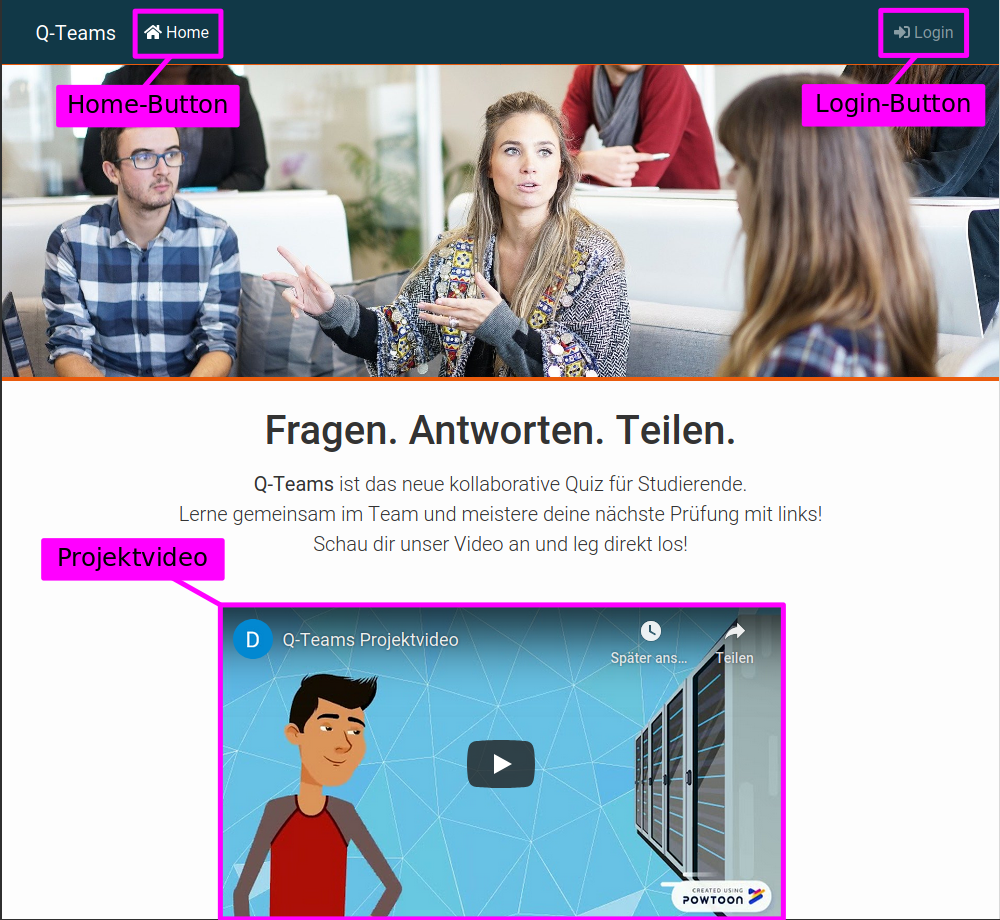 Q-Teams Home Login
Home-Button
Login-Button
Fragen. Antworten. Teilen.
Q-Teams ist das neue kollaborative Quiz für Studierende.
Lerne gemeinsam im Team und meistere deine nächste Prüfung mit links!
Schau dir unser Video an und leg direkt los!
Projektvideo
D Q-Teams Projektvideo
Später ans... Teilen
CREATED USING
POWTOON